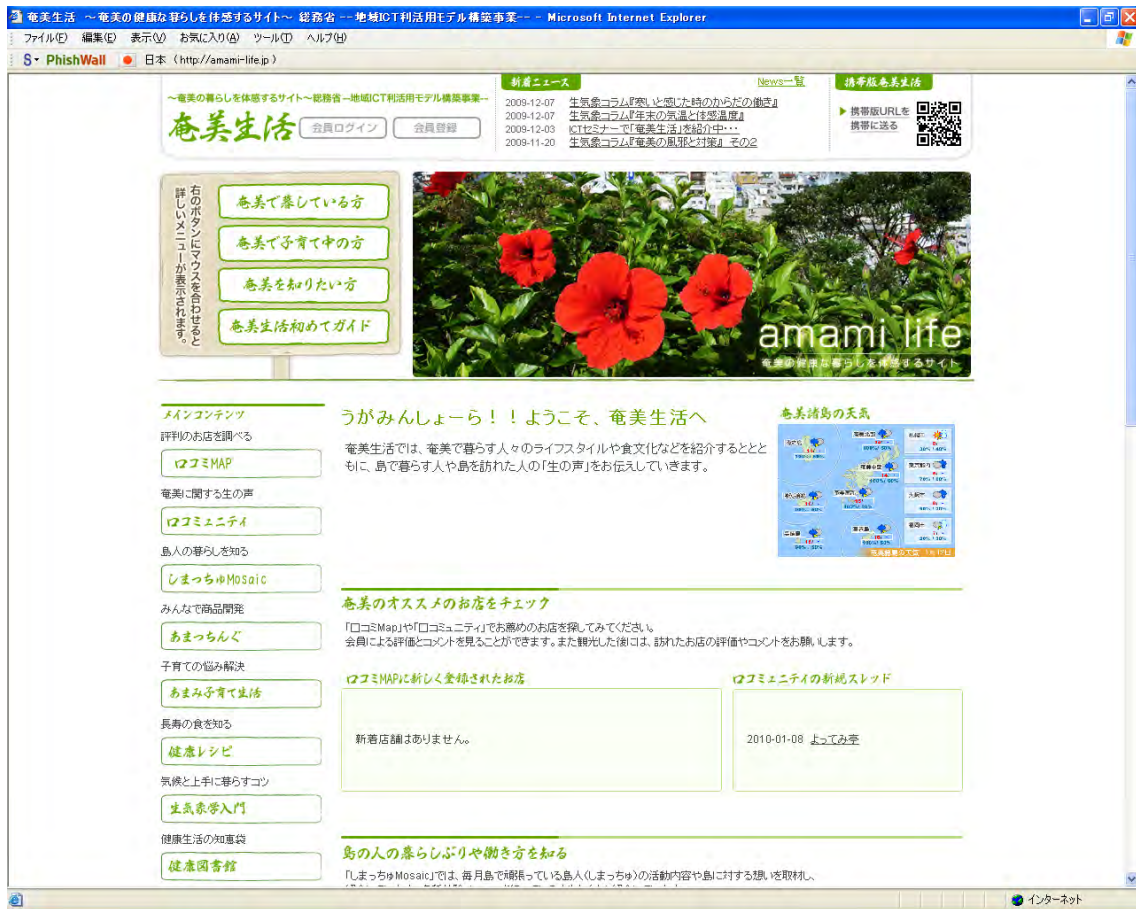 奄美生活 ～奄美の健康な暮らしを体感するサイト～ 総務省 --地域ICT利活用モデル構築事業-- - Microsoft Internet Explorer
ファイル(F) 編集(E) 表示(V) お気に入り(A) ツール(T) ヘルプ(H)
S PhishWall 日本 (http://amami-life.jp)
～奄美の暮らしを体感するサイト～総務省--地域ICT利活用モデル構築事業--
奄美生活 会員ログイン 会員登録
新着ニュース News一覧
2009-12-07 生気象コラム『寒いと感じた時のからだの働き』
2009-12-07 生気象コラム『年末の気温と体感温度』
2009-12-03 ICTセミナーで「奄美生活」を紹介中・・・
2009-11-20 生気象コラム『奄美の風邪と対策』 その2
携帯版奄美生活
携帯版URLを
携帯に送る
右のボタンにマウスを合わせると
詳しいメニューが表示されます。
奄美で暮している方
奄美で子育て中の方
奄美を知りたい方
奄美生活初めてガイド
amami life
奄美の健康な暮らしを体感するサイト
メインコンテンツ
評判のお店を調べる
口コミMAP
奄美に関する生の声
口コミュニティ
島人の暮らしを知る
しまっちゅMosaic
みんなで商品開発
あまっちんぐ
子育ての悩み解決
あまみ子育て生活
長寿の食を知る
健康レシピ
気候と上手に暮らすコツ
生気象学入門
健康生活の知恵袋
健康図書館
うがみんしょーら！！ようこそ、奄美生活へ
奄美生活では、奄美で暮らす人々のライフスタイルや食文化などを紹介するととと
もに、島で暮らす人や島を訪れた人の「生の声」をお伝えしていきます。
奄美諸島の天気
奄美のオススメのお店をチェック
「口コミMap」や「口コミュニティ」でお薦めのお店を探してみてください。
会員による評価とコメントを見ることができます。また観光した後には、訪れたお店の評価やコメントをお願いします。
口コミMAPに新しく登録されたお店
新着店舗はありません。
口コミュニティの新規スレッド
2010-01-08 よってみ壱
島の人の暮らしぶりや働き方を知る
「しまっちゅMosaic」では、毎月島で頑張っている島人(しまっちゅ)の活動内容や島に対する想いを取材し、
インターネット